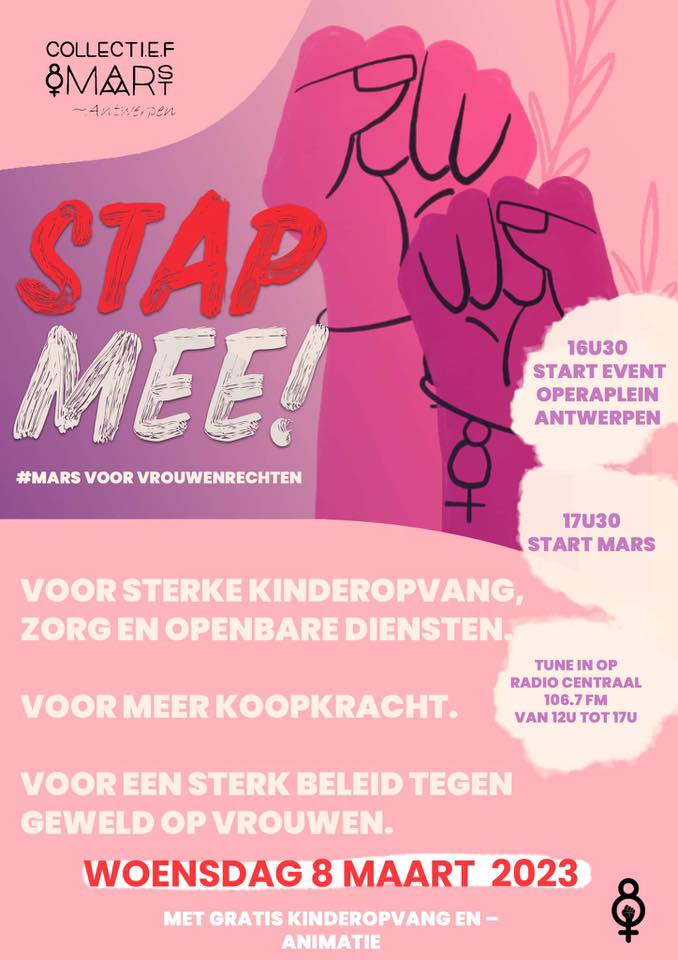 COLLECTI.E.F
8MAARST
~Antwerpen
STAP
MEE!
#MARS VOOR VROUWENRECHTEN
16U30
START EVENT
OPERAPLEIN
ANTWERPEN
17U30
START MARS
TUNE IN OP
RADIO CENTRAAL
106.7 FM
VAN 12U TOT 17U
VOOR STERKE KINDEROPVANG,
ZORG EN OPENBARE DIENSTEN.
VOOR MEER KOOPKRACHT.
VOOR EEN STERK BELEID TEGEN
GEWELD OP VROUWEN.
WOENSDAG 8 MAART 2023
MET GRATIS KINDEROPVANG EN –
ANIMATIE